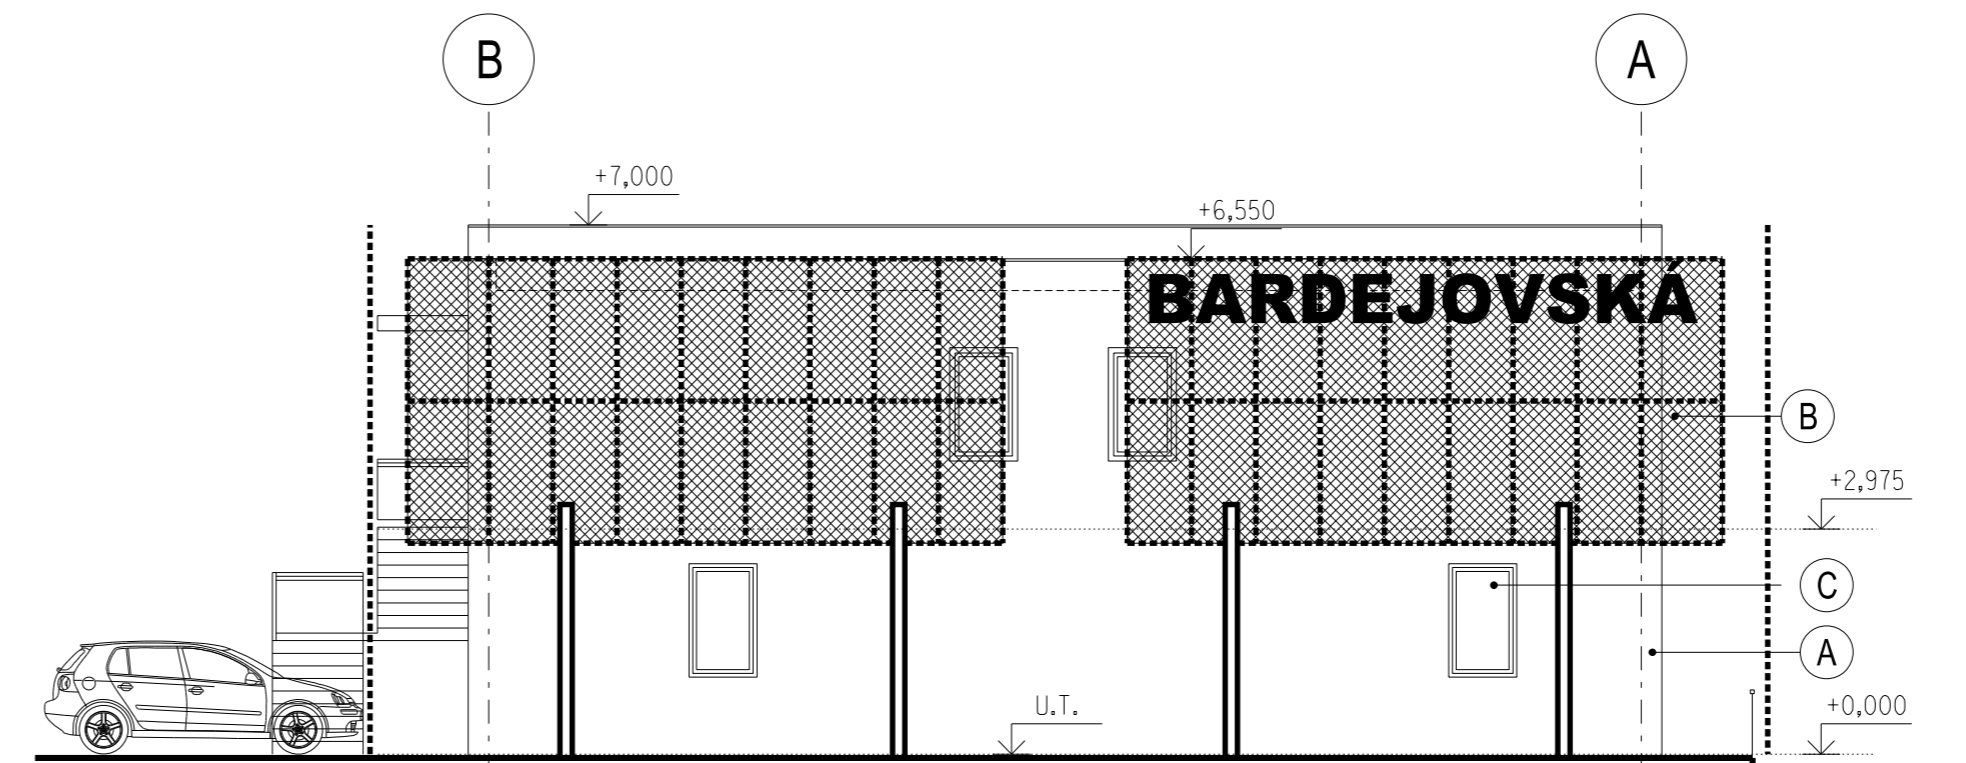 B
A
+7,000
+6,550
BARDEJOVSKÁ
B
+2,975
C
A
U.T.
+0,000